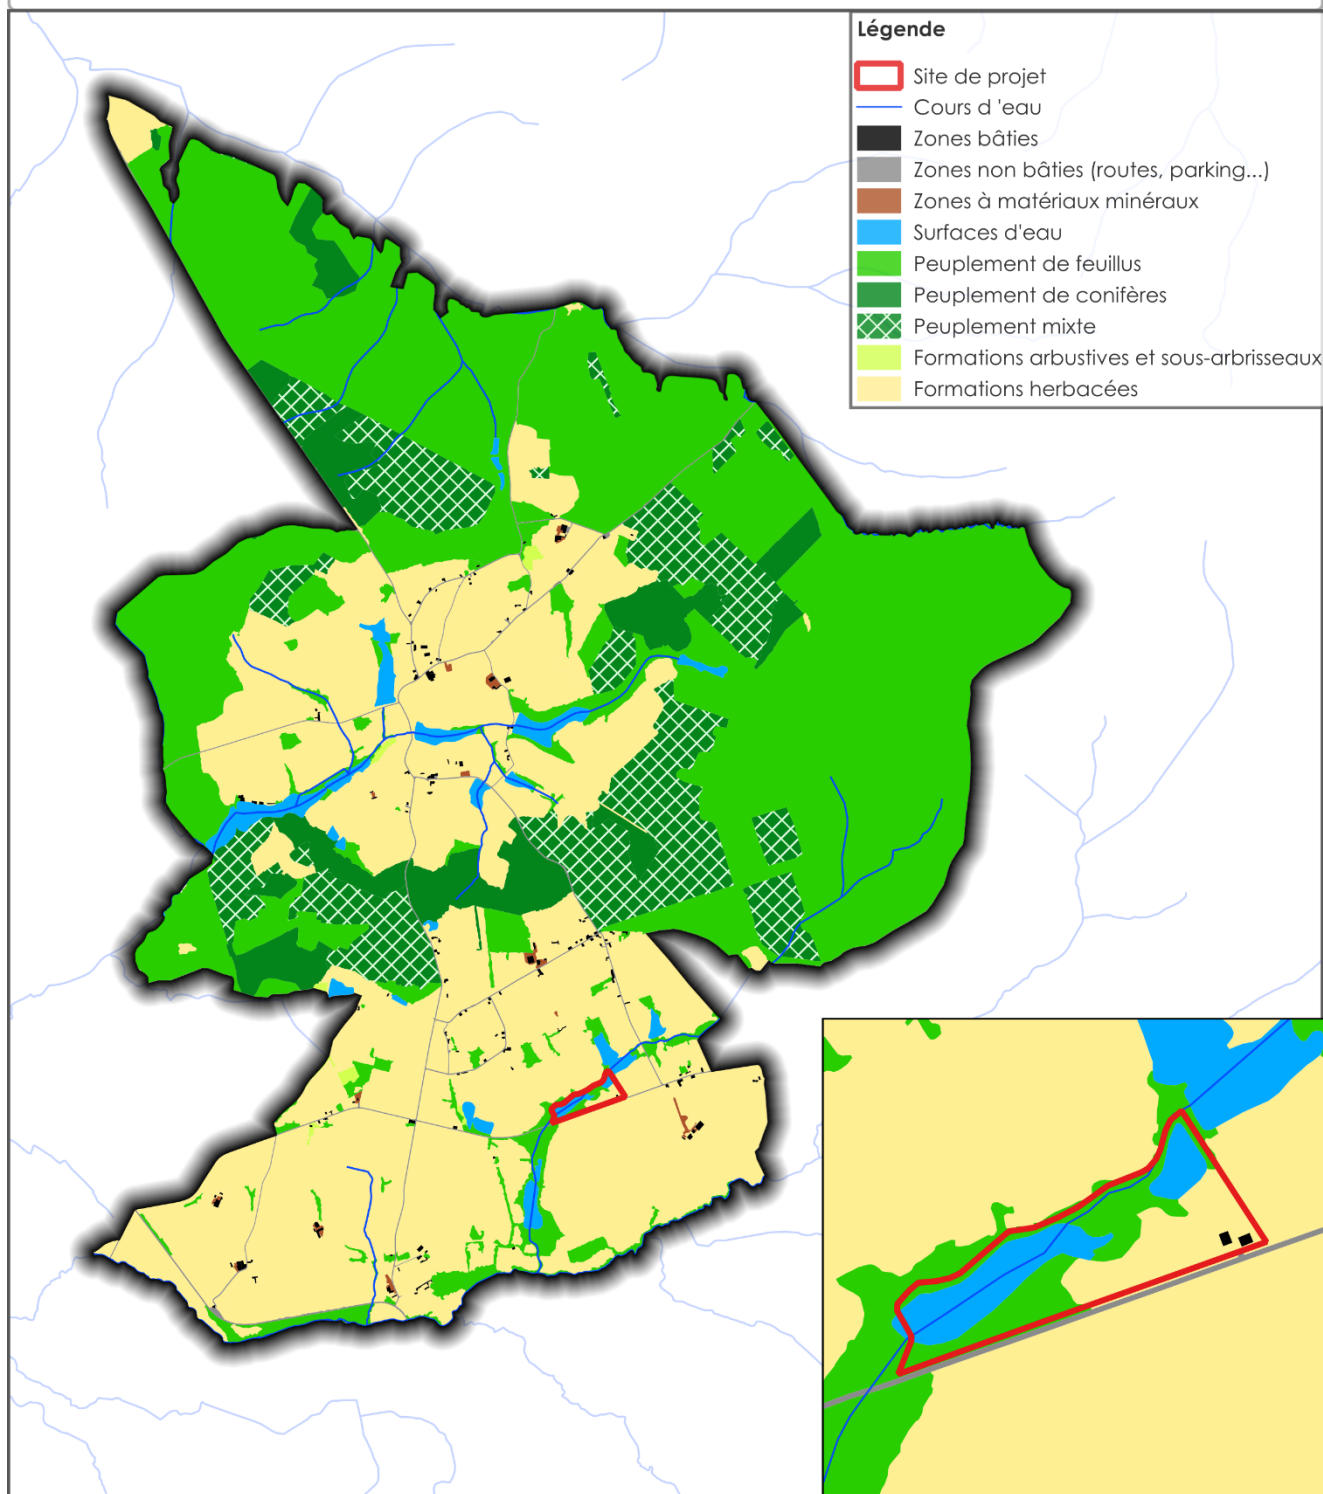 Légende
Site de projet
Cours d 'eau
Zones bâties
Zones non bâties (routes, parking...)
Zones à matériaux minéraux
Surfaces d'eau
Peuplement de feuillus
Peuplement de conifères
Peuplement mixte
Formations arbustives et sous-arbrisseaux
Formations herbacées